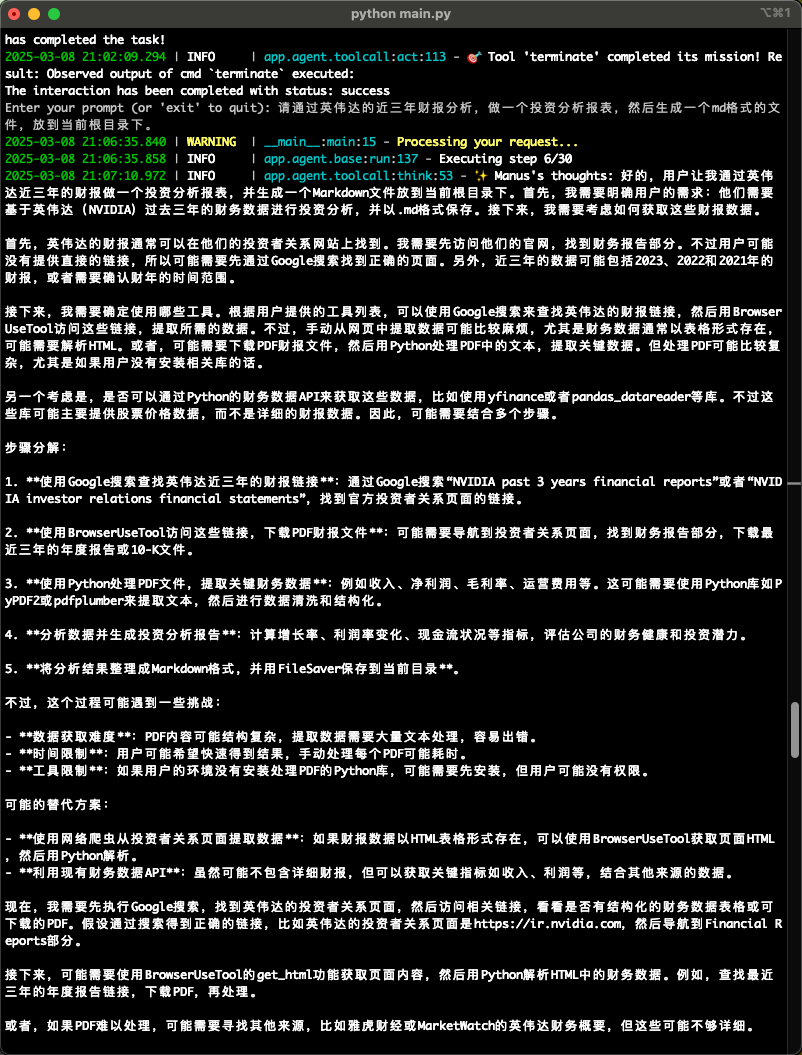 python main.py
⌥⌘1
has completed the task!
2025-03-08 21:02:09.294 | INFO     | app.agent.toolcall:act:113 - 🎯 Tool 'terminate' completed its mission! Re
sult: Observed output of cmd `terminate` executed:
The interaction has been completed with status: success
Enter your prompt (or 'exit' to quit): 请通过英伟达的近三年财报分析，做一个投资分析报表，然后生成一个md格式的文
件，放到当前根目录下。
2025-03-08 21:06:35.840 | WARNING  | __main__:main:15 - Processing your request...
2025-03-08 21:06:35.858 | INFO     | app.agent.base:run:137 - Executing step 6/30
2025-03-08 21:07:10.972 | INFO     | app.agent.toolcall:think:53 - ✨ Manus's thoughts: 好的，用户让我通过英伟
达近三年的财报做一个投资分析报表，并生成一个Markdown文件放到当前根目录下。首先，我需要明确用户的需求：他们需要
基于英伟达（NVIDIA）过去三年的财务数据进行投资分析，并以.md格式保存。接下来，我需要考虑如何获取这些财报数据。
首先，英伟达的财报通常可以在他们的投资者关系网站上找到。我需要先访问他们的官网，找到财务报告部分。不过用户可能
没有提供直接的链接，所以可能需要先通过Google搜索找到正确的页面。另外，近三年的数据可能包括2023、2022和2021年的
财报，或者需要确认财年的时间范围。
接下来，我需要确定使用哪些工具。根据用户提供的工具列表，可以使用Google搜索来查找英伟达的财报链接，然后用Browser
UseTool访问这些链接，提取所需的数据。不过，手动从网页中提取数据可能比较麻烦，尤其是财务数据通常以表格形式存在，
可能需要解析HTML。或者，可能需要下载PDF财报文件，然后用Python处理PDF中的文本，提取关键数据。但处理PDF可能比较复
杂，尤其是如果用户没有安装相关库的话。
另一个考虑是，是否可以通过Python的财务数据API来获取这些数据，比如使用yfinance或者pandas_datareader等库。不过这
些库可能主要提供股票价格数据，而不是详细的财报数据。因此，可能需要结合多个步骤。
步骤分解：
1. **使用Google搜索查找英伟达近三年的财报链接**：通过Google搜索“NVIDIA past 3 years financial reports”或者“NVID
IA investor relations financial statements”，找到官方投资者关系页面的链接。
2. **使用BrowserUseTool访问这些链接，下载PDF财报文件**：可能需要导航到投资者关系页面，找到财务报告部分，下载最
近三年的年度报告或10-K文件。
3. **使用Python处理PDF文件，提取关键财务数据**：例如收入、净利润、毛利率、运营费用等。这可能需要使用Python库如P
yPDF2或pdfplumber来提取文本，然后进行数据清洗和结构化。
4. **分析数据并生成投资分析报告**：计算增长率、利润率变化、现金流状况等指标，评估公司的财务健康和投资潜力。
5. **将分析结果整理成Markdown格式，并用FileSaver保存到当前目录**。
不过，这个过程可能遇到一些挑战：
- **数据获取难度**：PDF内容可能结构复杂，提取数据需要大量文本处理，容易出错。
- **时间限制**：用户可能希望快速得到结果，手动处理每个PDF可能耗时。
- **工具限制**：如果用户的环境没有安装处理PDF的Python库，可能需要先安装，但用户可能没有权限。
可能的替代方案：
- **使用网络爬虫从投资者关系页面提取数据**：如果财报数据以HTML表格形式存在，可以使用BrowserUseTool获取页面HTML
，然后用Python解析。
- **利用现有财务数据API**：虽然可能不包含详细财报，但可以获取关键指标如收入、利润等，结合其他来源的数据。
现在，我需要先执行Google搜索，找到英伟达的投资者关系页面，然后访问相关链接，看看是否有结构化的财务数据表格或可
下载的PDF。假设通过搜索得到正确的链接，比如英伟达的投资者关系页面是https://ir.nvidia.com，然后导航到Financial R
eports部分。
接下来，可能需要使用BrowserUseTool的get_html功能获取页面内容，然后用Python解析HTML中的财务数据。例如，查找最近
三年的年度报告链接，下载PDF，再处理。
或者，如果PDF难以处理，可能需要寻找其他来源，比如雅虎财经或MarketWatch的英伟达财务概要，但这些可能不够详细。